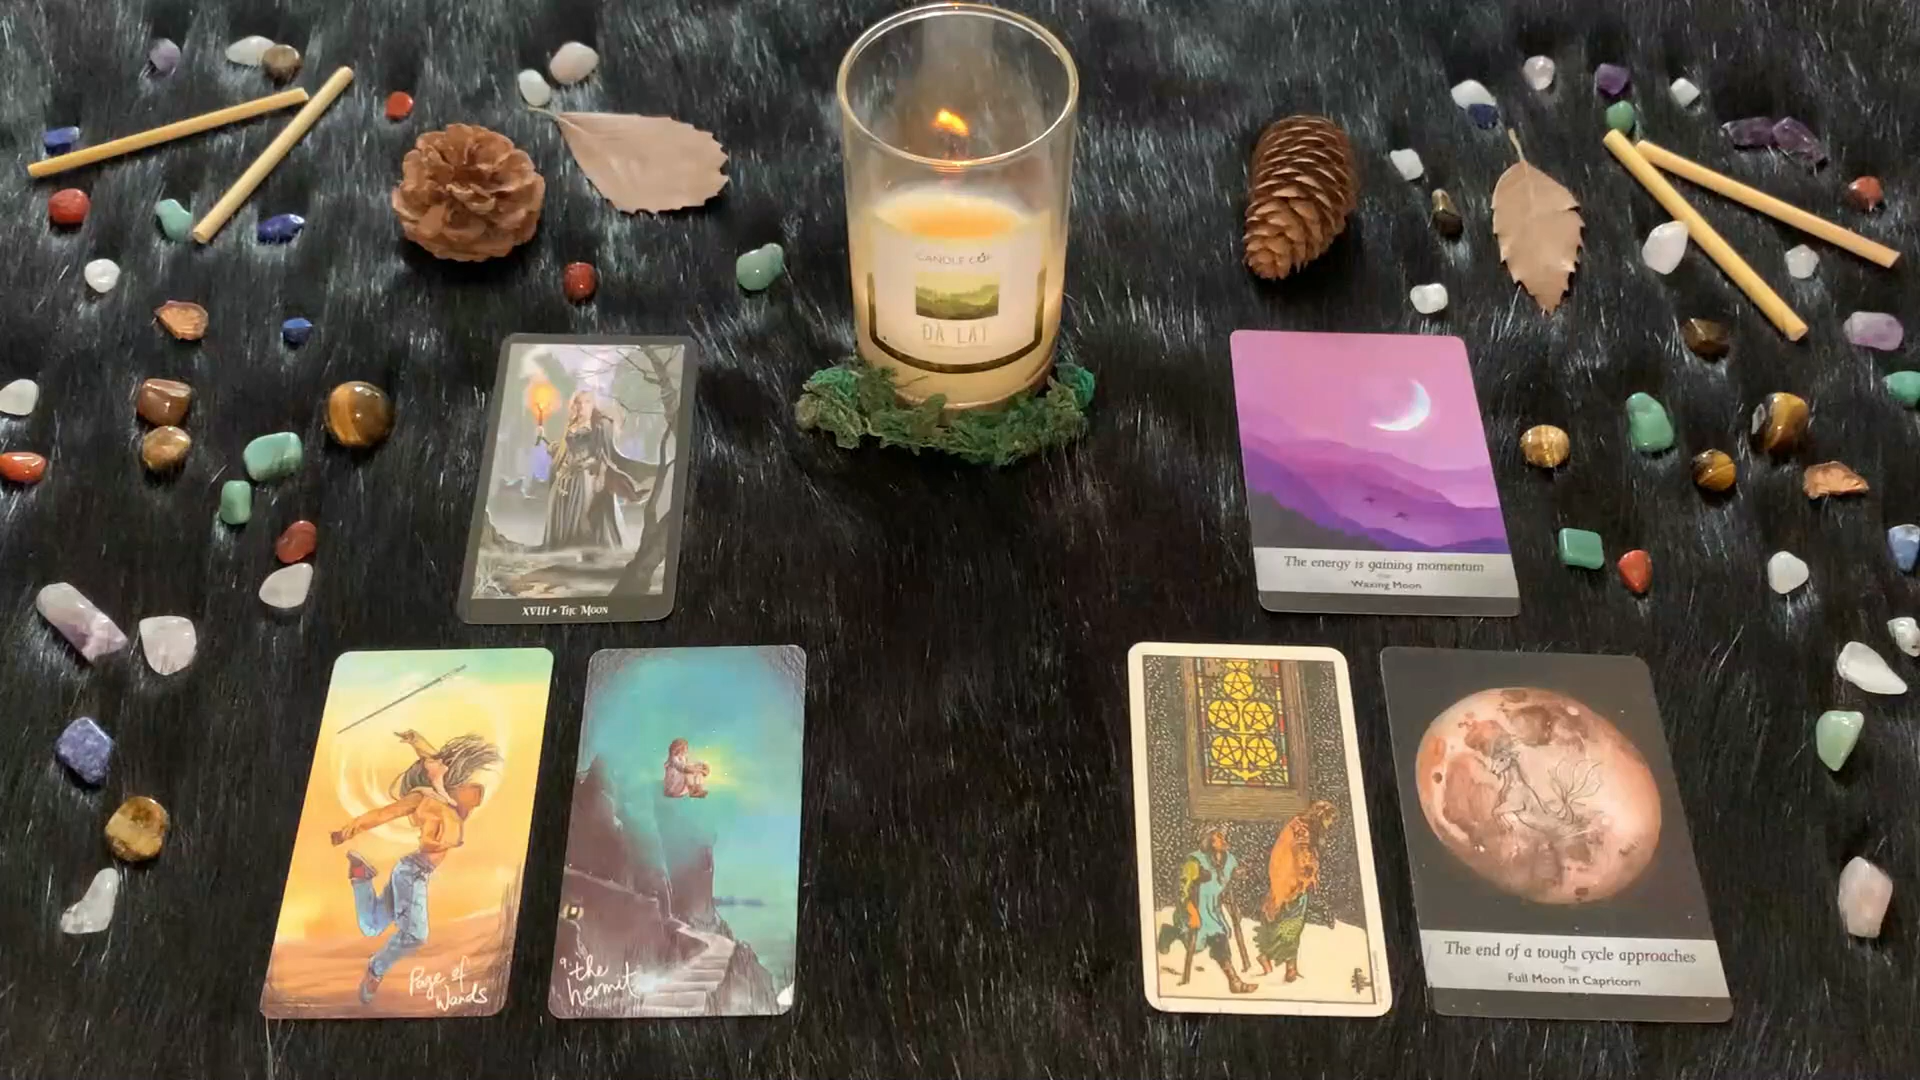 CANDLE CUP
ĐÀ LẠT
XVIII • The Moon
The energy is gaining momentum
Waxing Moon
Page of
Wands
9. the
hermit
The end of a tough cycle approaches
Full Moon in Capricorn